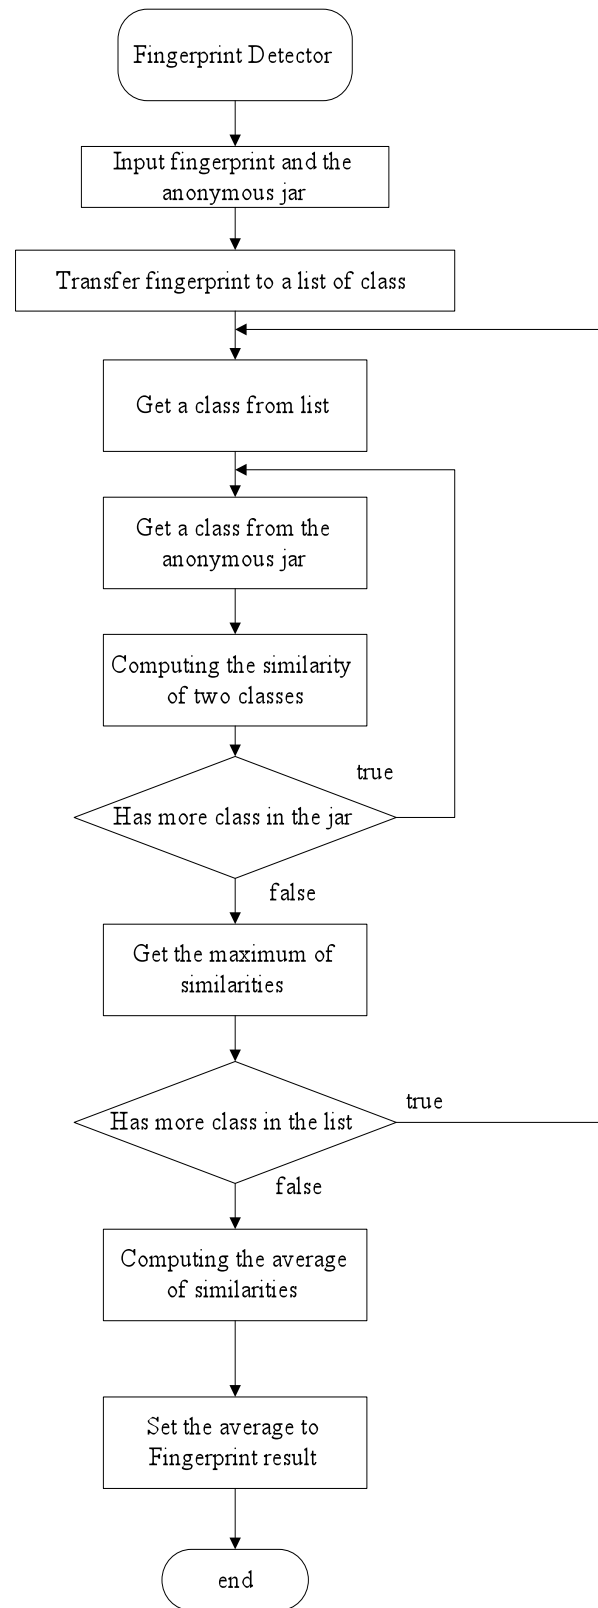 Fingerprint Detector
Input fingerprint and the
anonymous jar
Transfer fingerprint to a list of class
Get a class from list
Get a class from the
anonymous jar
Computing the similarity
of two classes
true
Has more class in the jar
false
Get the maximum of
similarities
true
Has more class in the list
false
Computing the average
of similarities
Set the average to
Fingerprint result
end